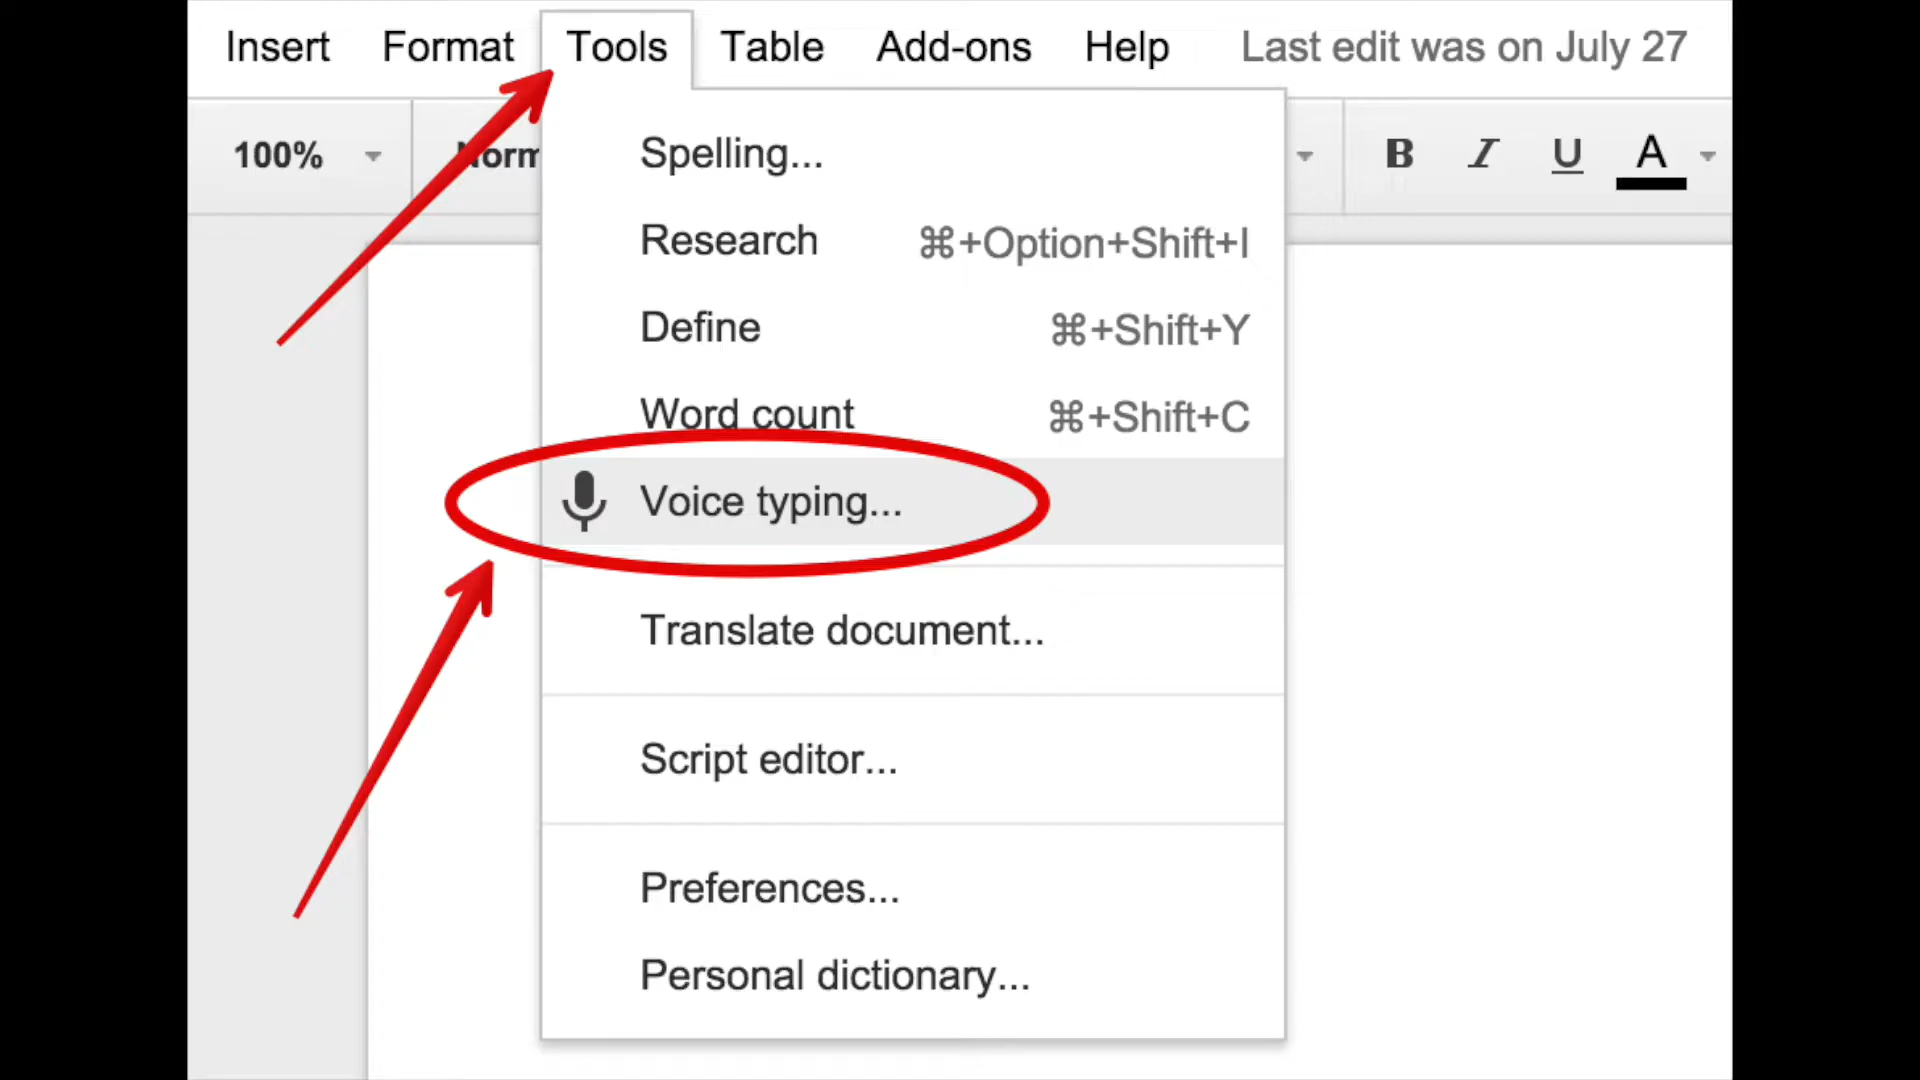 Insert Format Tools Table Add-ons Help Last edit was on July 27
100% Norm B I U A
Spelling...
Research ⌘+Option+Shift+I
Define ⌘+Shift+Y
Word count ⌘+Shift+C
Voice typing...
Translate document...
Script editor...
Preferences...
Personal dictionary...